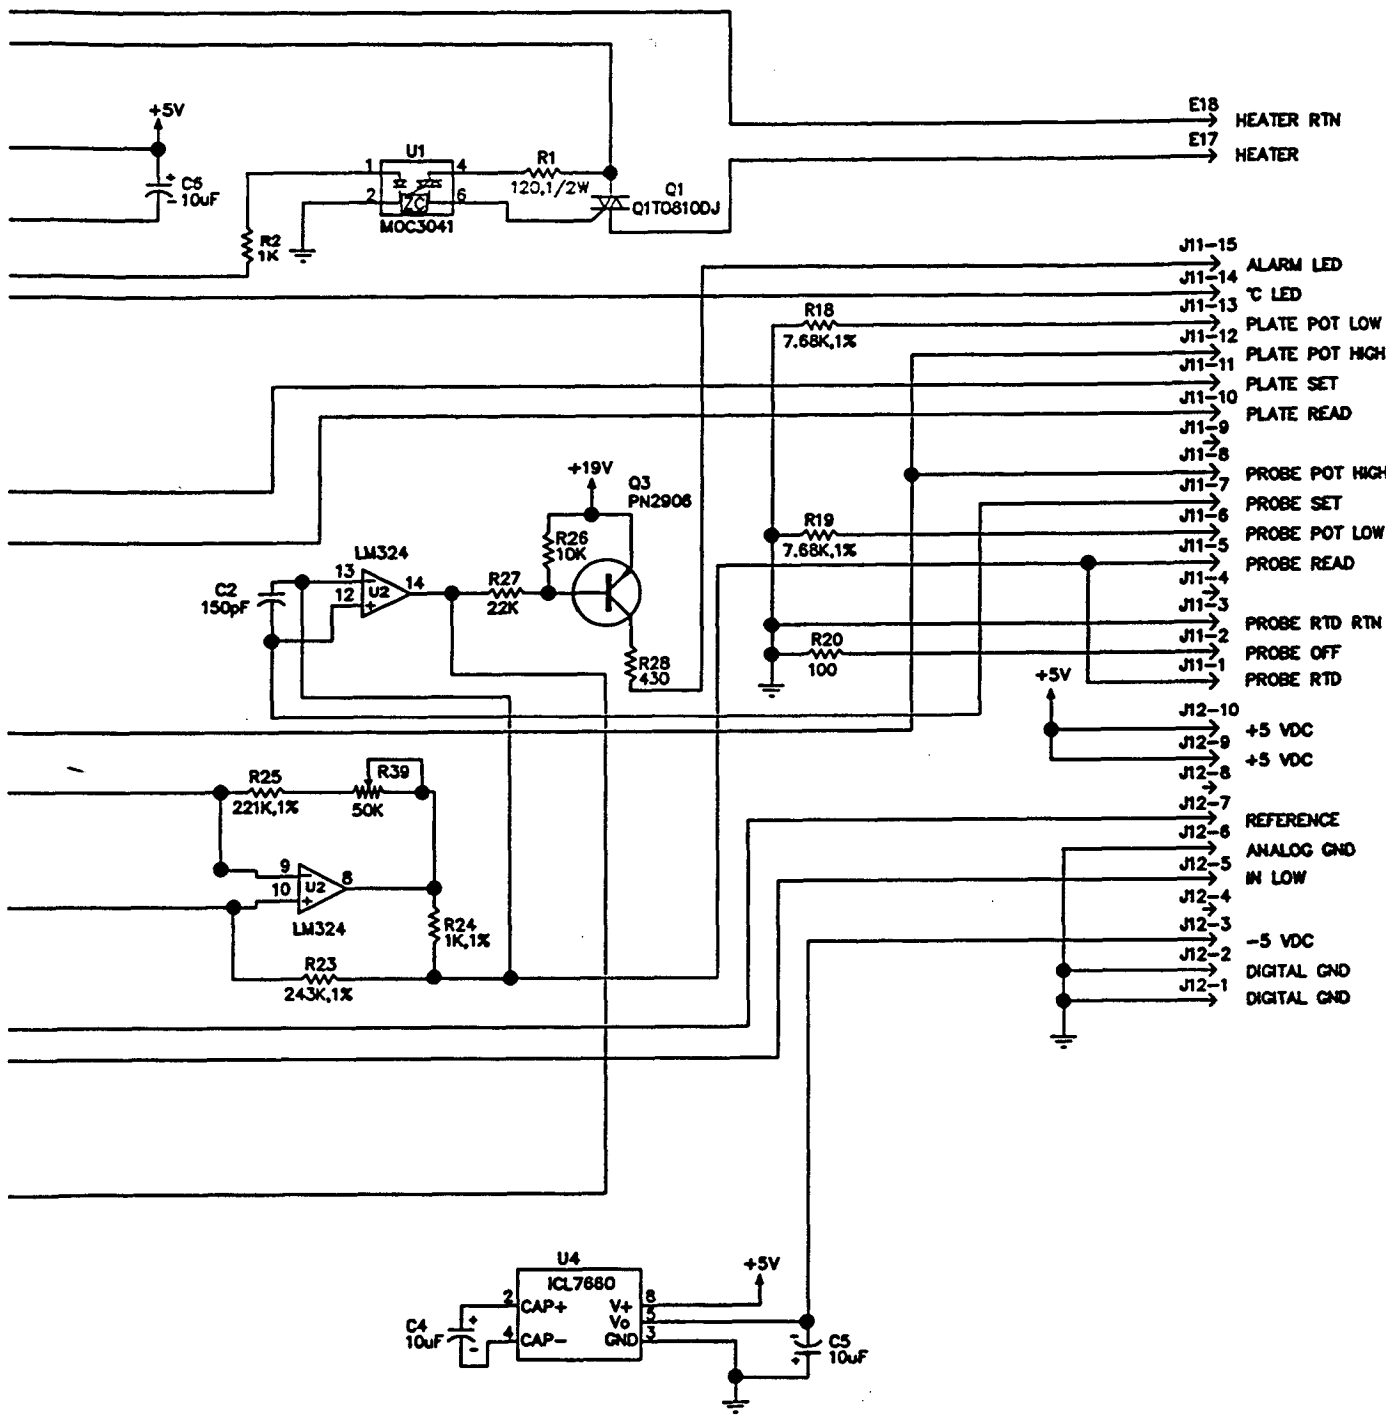 E18
HEATER RTN
E17
HEATER
+5V
+
C6
-
10uF
U1
1
4
2
6
ZC
MOC3041
R1
120,1/2W
Q1
Q1T0810DJ
R2
1K
J11-15
ALARM LED
J11-14
°C LED
J11-13
PLATE POT LOW
J11-12
PLATE POT HIGH
J11-11
PLATE SET
J11-10
PLATE READ
J11-9
J11-8
PROBE POT HIGH
J11-7
PROBE SET
J11-6
PROBE POT LOW
J11-5
PROBE READ
J11-4
J11-3
PROBE RTD RTN
J11-2
PROBE OFF
J11-1
PROBE RTD
R18
7.68K,1%
R19
7.68K,1%
R20
100
+19V
Q3
PN2906
R26
10K
LM324
13
-
12
+
U2
14
R27
22K
C2
150pF
R28
430
+5V
J12-10
+5 VDC
J12-9
+5 VDC
J12-8
J12-7
REFERENCE
J12-6
ANALOG GND
J12-5
IN LOW
J12-4
J12-3
-5 VDC
J12-2
DIGITAL GND
J12-1
DIGITAL GND
R25
221K,1%
R39
50K
9
-
10
+
U2
8
LM324
R24
1K,1%
R23
243K,1%
U4
ICL7660
2
CAP+
4
CAP-
V+
8
Vo
5
GND
3
+5V
C4
10uF
+
-
-
C5
+
10uF